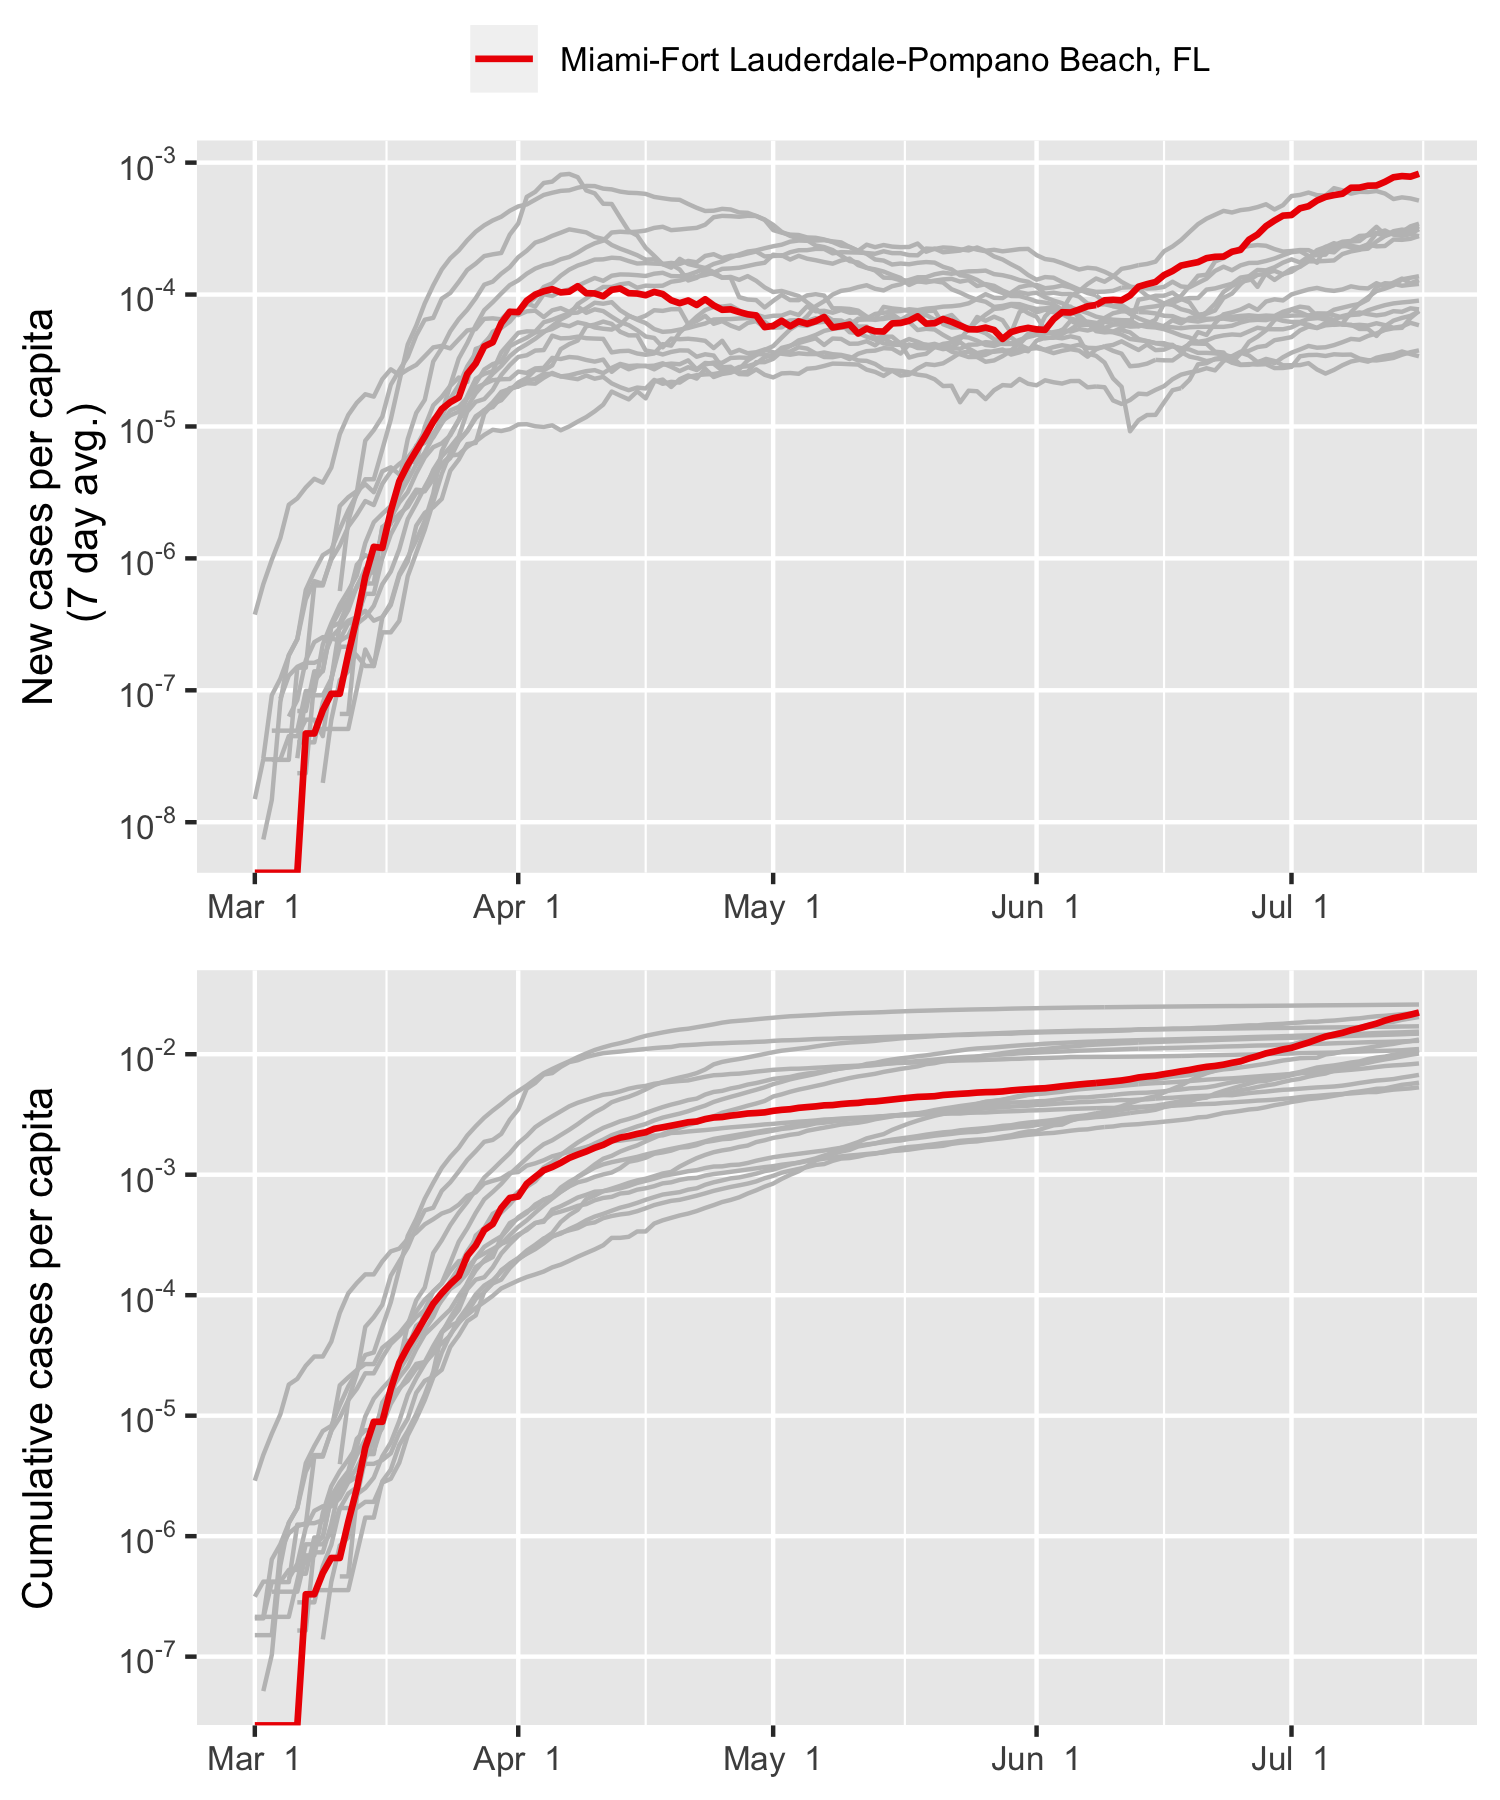 Miami-Fort Lauderdale-Pompano Beach, FL
New cases per capita
(7 day avg.)
10-3
10-4
10-5
10-6
10-7
10-8
Mar 1
Apr 1
May 1
Jun 1
Jul 1
Cumulative cases per capita
10-2
10-3
10-4
10-5
10-6
10-7
Mar 1
Apr 1
May 1
Jun 1
Jul 1